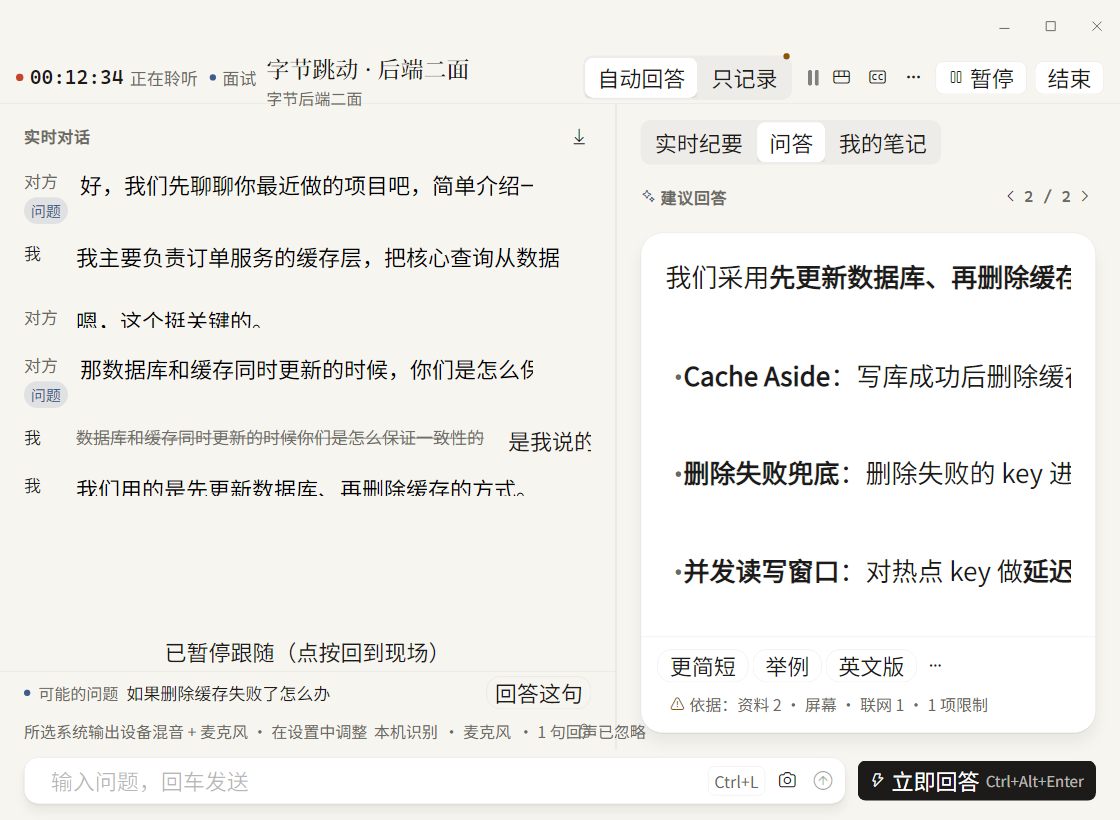 00:12:34 正在聆听 面试 字节跳动 · 后端二面
字节后端二面
自动回答 只记录 CC ··· 暂停 结束
实时对话
对方 好，我们先聊聊你最近做的项目吧，简单介绍一
问题
我 我主要负责订单服务的缓存层，把核心查询从数据
对方 嗯，这个挺关键的。
对方 那数据库和缓存同时更新的时候，你们是怎么保
问题
我 数据库和缓存同时更新的时候你们是怎么保证一致性的 是我说的
我 我们用的是先更新数据库、再删除缓存的方式。
已暂停跟随（点按回到现场）
可能的问题 如果删除缓存失败了怎么办 回答这句
所选系统输出设备混音 + 麦克风 · 在设置中调整 本机识别 · 麦克风 · 1 句回声已忽略
实时纪要 问答 我的笔记
建议回答 2 / 2
我们采用先更新数据库、再删除缓存
•Cache Aside：写库成功后删除缓存
•删除失败兜底：删除失败的 key 进
•并发读写窗口：对热点 key 做延迟
更简短 举例 英文版 ···
依据：资料 2 · 屏幕 · 联网 1 · 1 项限制
输入问题，回车发送 Ctrl+L
立即回答 Ctrl+Alt+Enter